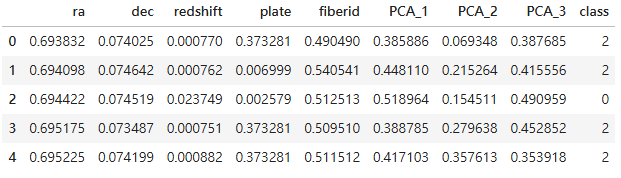 ra dec redshift plate fiberid PCA_1 PCA_2 PCA_3 class
0 0.693832 0.074025 0.000770 0.373281 0.490490 0.385886 0.069348 0.387685 2
1 0.694098 0.074642 0.000762 0.006999 0.540541 0.448110 0.215264 0.415556 2
2 0.694422 0.074519 0.023749 0.002579 0.512513 0.518964 0.154511 0.490959 0
3 0.695175 0.073487 0.000751 0.373281 0.509510 0.388785 0.279638 0.452852 2
4 0.695225 0.074199 0.000882 0.373281 0.511512 0.417103 0.357613 0.353918 2